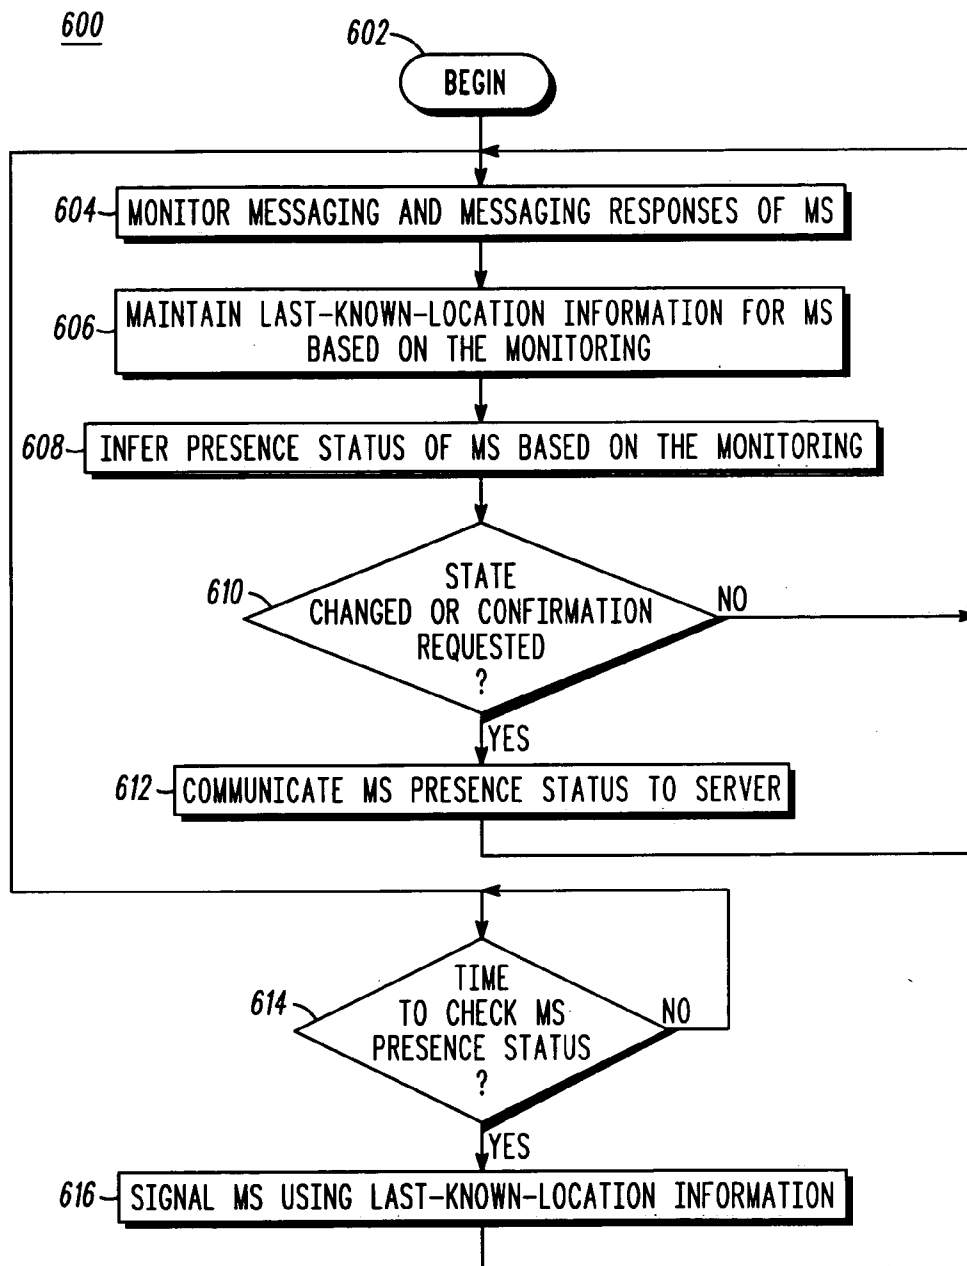 600
602
BEGIN
604
MONITOR MESSAGING AND MESSAGING RESPONSES OF MS
606
MAINTAIN LAST-KNOWN-LOCATION INFORMATION FOR MS
BASED ON THE MONITORING
608
INFER PRESENCE STATUS OF MS BASED ON THE MONITORING
610
STATE
CHANGED OR CONFIRMATION
REQUESTED
?
NO
YES
612
COMMUNICATE MS PRESENCE STATUS TO SERVER
614
TIME
TO CHECK MS
PRESENCE STATUS
?
NO
YES
616
SIGNAL MS USING LAST-KNOWN-LOCATION INFORMATION